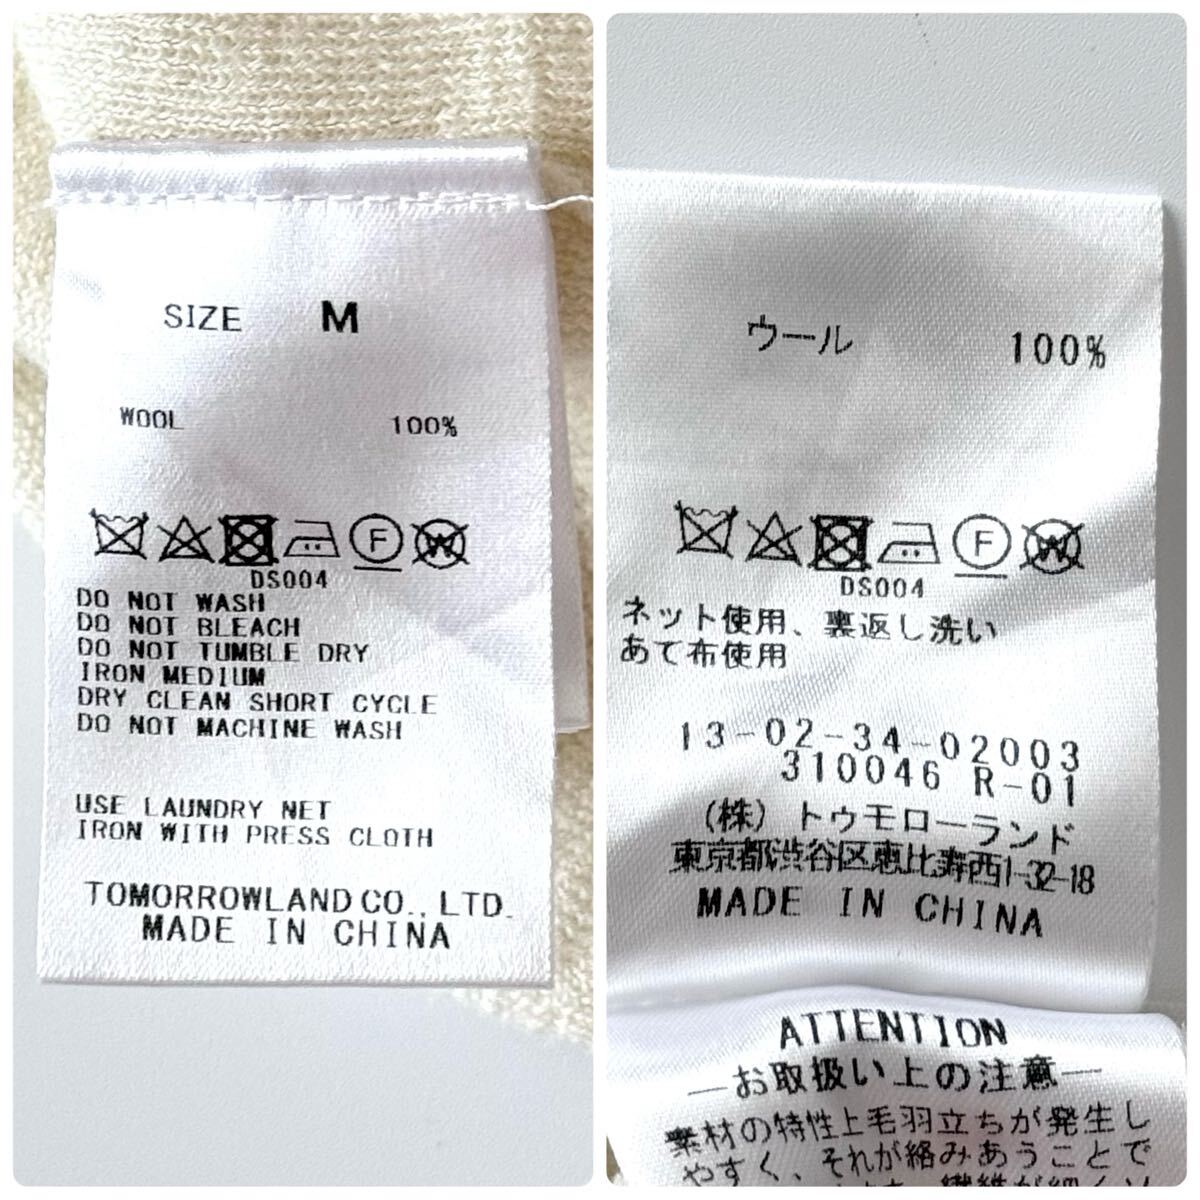 SIZE M
WOOL 100%
F W
DS004
DO NOT WASH
DO NOT BLEACH
DO NOT TUMBLE DRY
IRON MEDIUM
DRY CLEAN SHORT CYCLE
DO NOT MACHINE WASH
USE LAUNDRY NET
IRON WITH PRESS CLOTH
TOMORROWLAND CO., LTD.
MADE IN CHINA
ウール 100%
F W
DS004
ネット使用、裏返し洗い
あて布使用
13-02-34-02003
310046 R-01
(株) トゥモローランド
東京都渋谷区恵比寿西1-32-18
MADE IN CHINA
ATTENTION
―お取扱い上の注意―
素材の特性上毛羽立ちが発生し
やすく、それが絡みあうことで